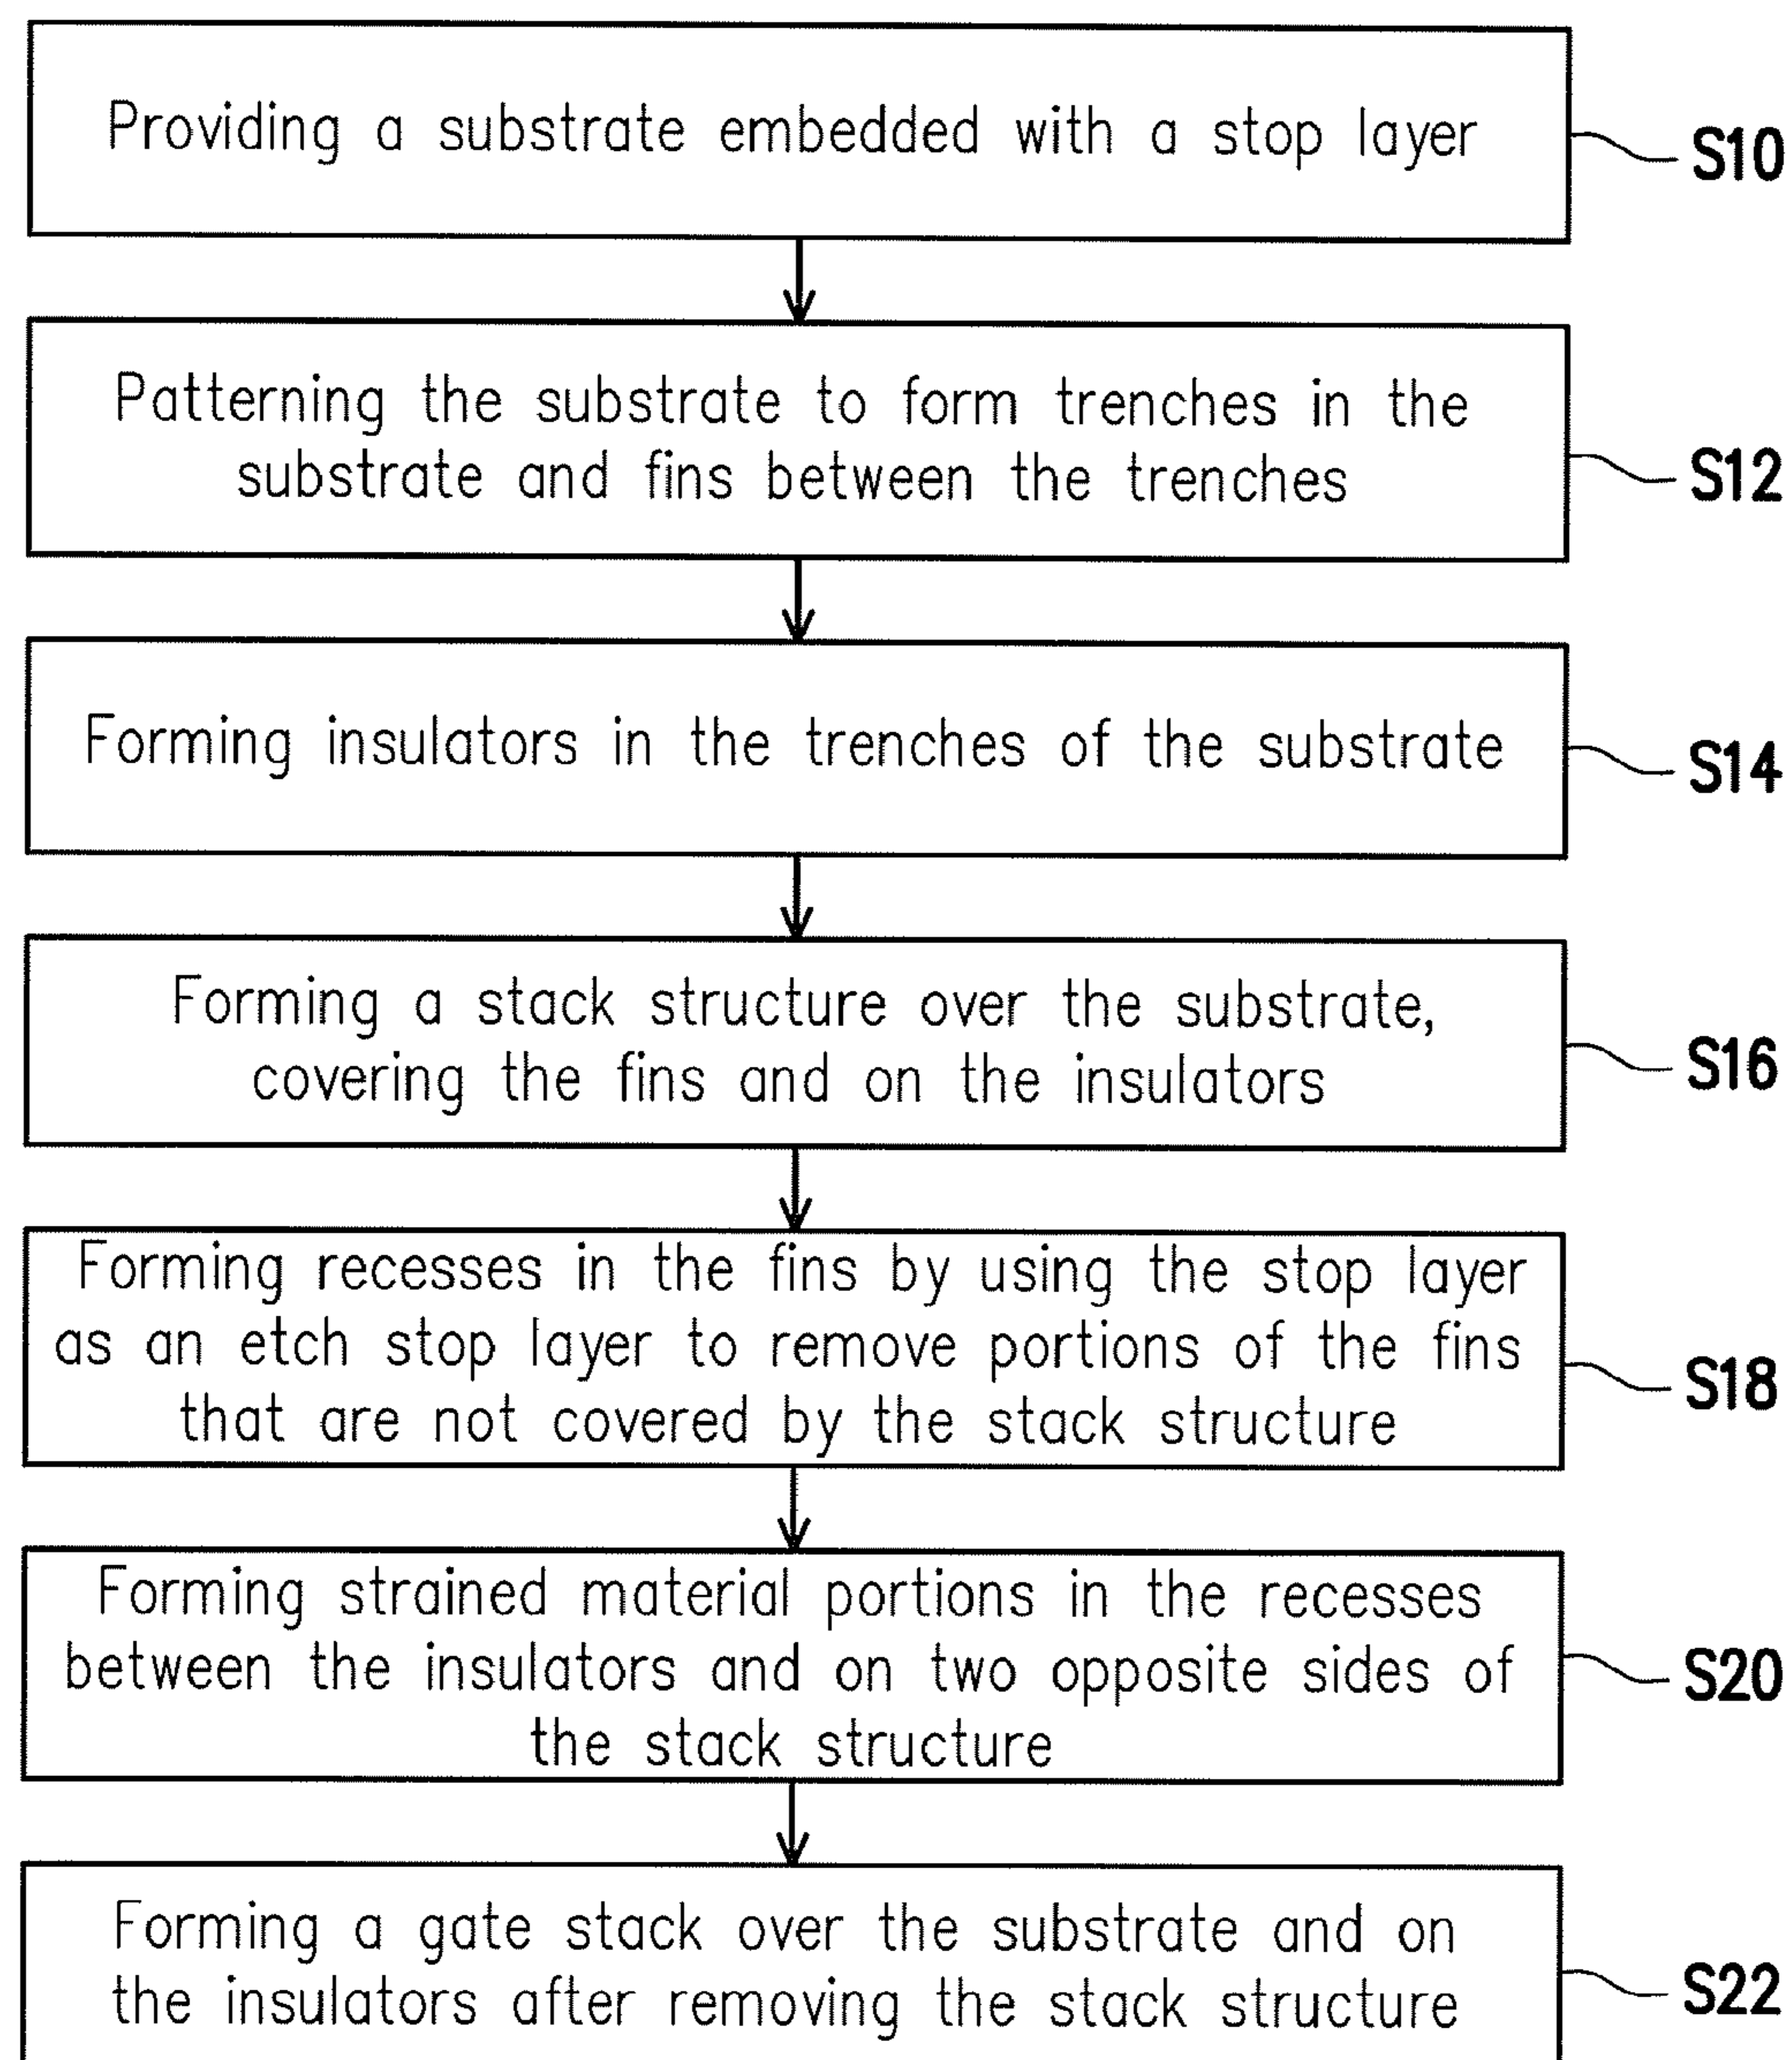 Providing a substrate embedded with a stop layer
S10
Patterning the substrate to form trenches in the
substrate and fins between the trenches
S12
Forming insulators in the trenches of the substrate
S14
Forming a stack structure over the substrate,
covering the fins and on the insulators
S16
Forming recesses in the fins by using the stop layer
as an etch stop layer to remove portions of the fins
that are not covered by the stack structure
S18
Forming strained material portions in the recesses
between the insulators and on two opposite sides of
the stack structure
S20
Forming a gate stack over the substrate and on
the insulators after removing the stack structure
S22